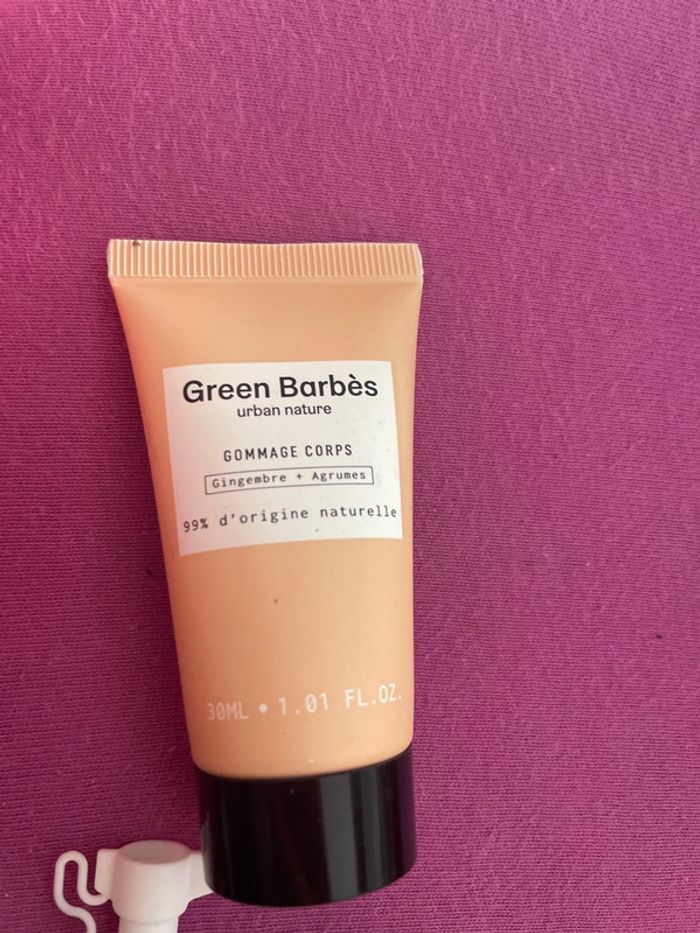 Green Barbès
urban nature
GOMMAGE CORPS
Gingembre + Agrumes
99% d'origine naturelle
30ML • 1.01 FL.OZ.